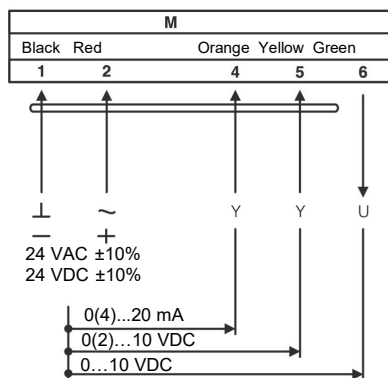 M
Black Red Orange Yellow Green
1 2 4 5 6
⊥ ~ Y Y U
− +
24 VAC ±10%
24 VDC ±10%
0(4)...20 mA
0(2)…10 VDC
0…10 VDC